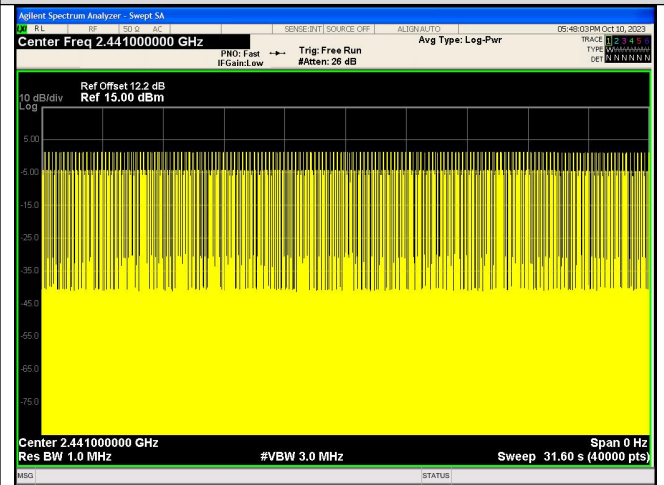 Agilent Spectrum Analyzer - Swept SA
RL RF 50 Ω AC SENSE:INT SOURCE OFF ALIGN AUTO 05:48:03 PM Oct 10, 2023
Center Freq 2.441000000 GHz
PNO: Fast
IFGain:Low
Trig: Free Run
#Atten: 26 dB
Avg Type: Log-Pwr
TRACE 1 2 3 4 5 6
TYPE
DET N N N N N N
Ref Offset 12.2 dB
10 dB/div Ref 15.00 dBm
Log
5.00
-5.00
-15.0
-25.0
-35.0
-45.0
-55.0
-65.0
-75.0
Center 2.441000000 GHz Span 0 Hz
Res BW 1.0 MHz #VBW 3.0 MHz Sweep 31.60 s (40000 pts)
MSG STATUS